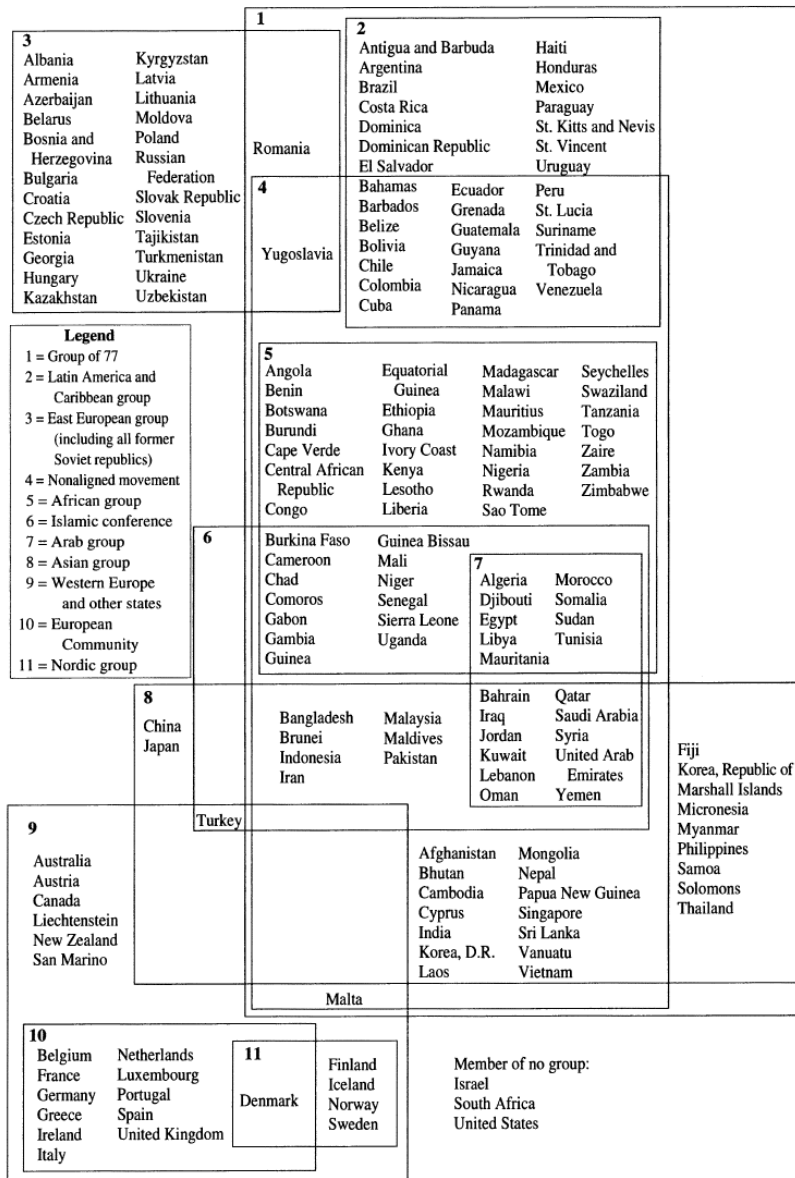 1
3
Albania
Armenia
Azerbaijan
Belarus
Bosnia and
Herzegovina
Bulgaria
Croatia
Czech Republic
Estonia
Georgia
Hungary
Kazakhstan
Kyrgyzstan
Latvia
Lithuania
Moldova
Poland
Russian
Federation
Slovak Republic
Slovenia
Tajikistan
Turkmenistan
Ukraine
Uzbekistan
Romania
2
Antigua and Barbuda
Argentina
Brazil
Costa Rica
Dominica
Dominican Republic
El Salvador
Haiti
Honduras
Mexico
Paraguay
St. Kitts and Nevis
St. Vincent
Uruguay
4
Yugoslavia
Bahamas
Barbados
Belize
Bolivia
Chile
Colombia
Cuba
Ecuador
Grenada
Guatemala
Guyana
Jamaica
Nicaragua
Panama
Peru
St. Lucia
Suriname
Trinidad and
Tobago
Venezuela
Legend
1 = Group of 77
2 = Latin America and
Caribbean group
3 = East European group
(including all former
Soviet republics)
4 = Nonaligned movement
5 = African group
6 = Islamic conference
7 = Arab group
8 = Asian group
9 = Western Europe
and other states
10 = European
Community
11 = Nordic group
5
Angola
Benin
Botswana
Burundi
Cape Verde
Central African
Republic
Congo
Equatorial
Guinea
Ethiopia
Ghana
Ivory Coast
Kenya
Lesotho
Liberia
Madagascar
Malawi
Mauritius
Mozambique
Namibia
Nigeria
Rwanda
Sao Tome
Seychelles
Swaziland
Tanzania
Togo
Zaire
Zambia
Zimbabwe
6
Burkina Faso
Cameroon
Chad
Comoros
Gabon
Gambia
Guinea
Guinea Bissau
Mali
Niger
Senegal
Sierra Leone
Uganda
7
Algeria
Djibouti
Egypt
Libya
Mauritania
Morocco
Somalia
Sudan
Tunisia
8
China
Japan
Bangladesh
Brunei
Indonesia
Iran
Malaysia
Maldives
Pakistan
Bahrain
Iraq
Jordan
Kuwait
Lebanon
Oman
Qatar
Saudi Arabia
Syria
United Arab
Emirates
Yemen
Fiji
Korea, Republic of
Marshall Islands
Micronesia
Myanmar
Philippines
Samoa
Solomons
Thailand
Turkey
9
Australia
Austria
Canada
Liechtenstein
New Zealand
San Marino
Afghanistan
Bhutan
Cambodia
Cyprus
India
Korea, D.R.
Laos
Mongolia
Nepal
Papua New Guinea
Singapore
Sri Lanka
Vanuatu
Vietnam
Malta
10
Belgium
France
Germany
Greece
Ireland
Italy
Netherlands
Luxembourg
Portugal
Spain
United Kingdom
11
Denmark
Finland
Iceland
Norway
Sweden
Member of no group:
Israel
South Africa
United States